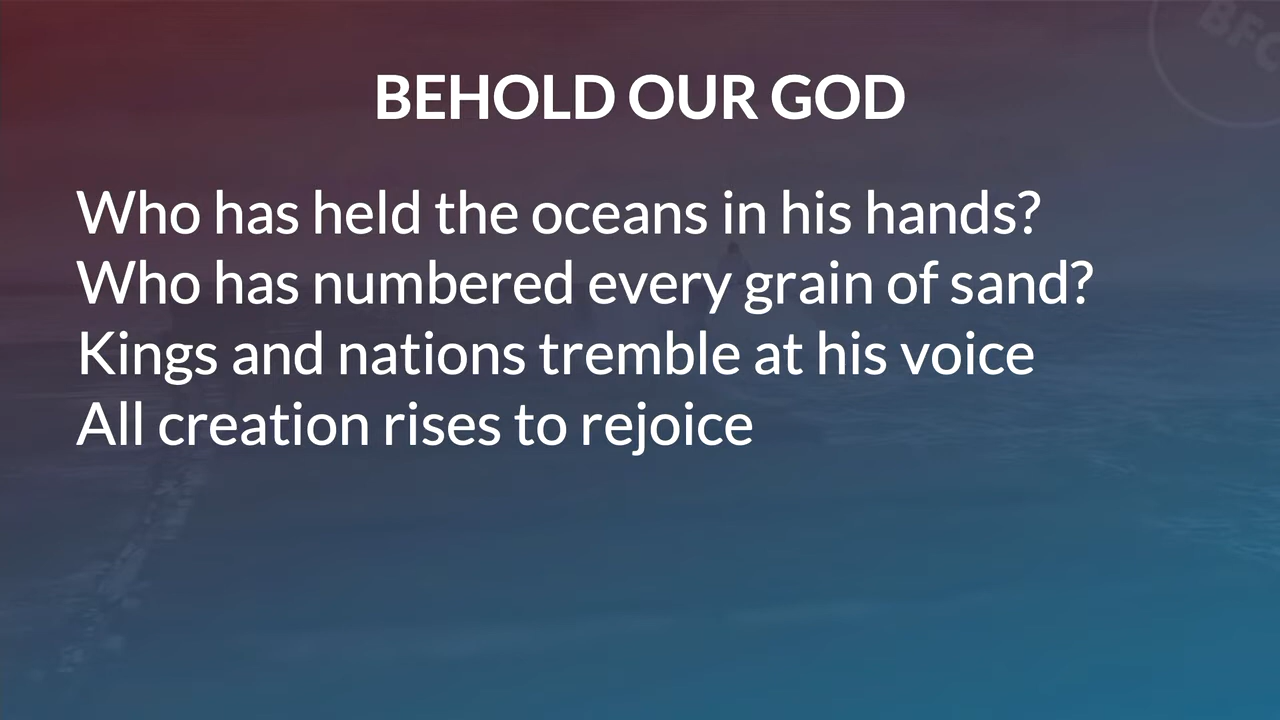 BFC
BEHOLD OUR GOD
Who has held the oceans in his hands?
Who has numbered every grain of sand?
Kings and nations tremble at his voice
All creation rises to rejoice